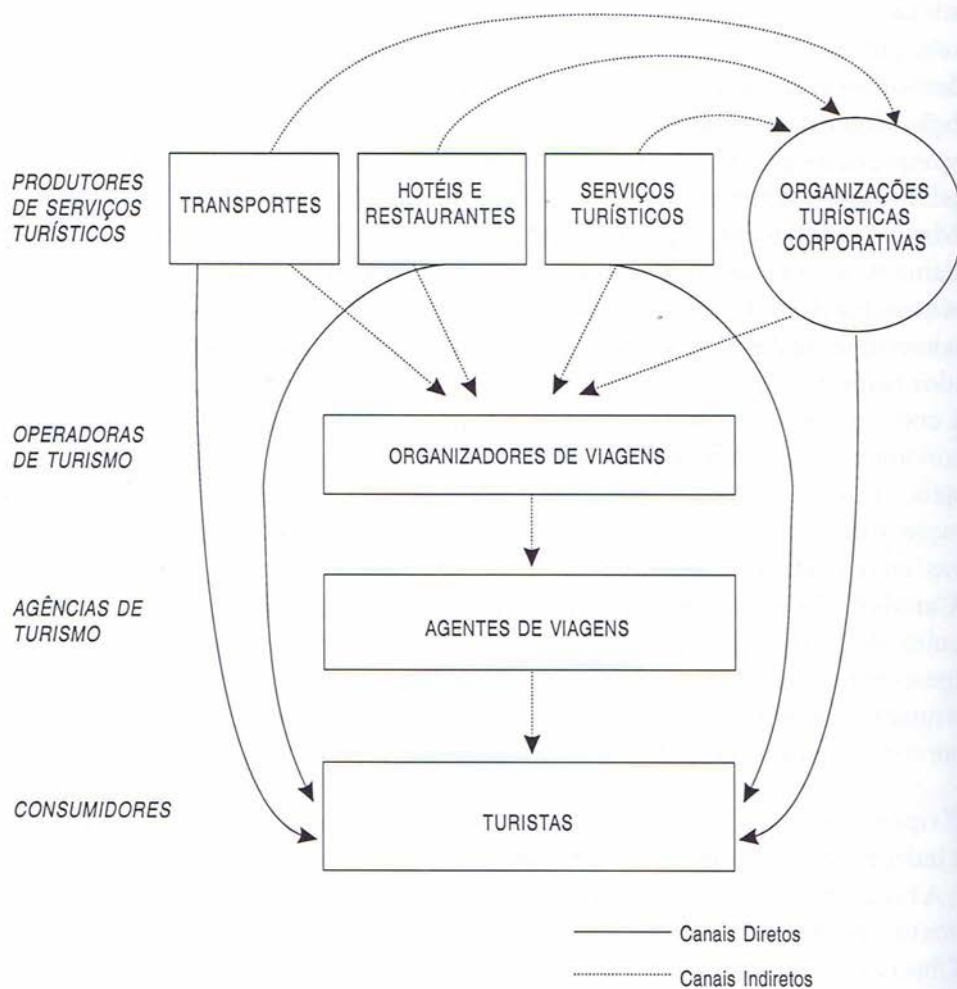 PRODUTORES
DE SERVIÇOS
TURÍSTICOS
TRANSPORTES
HOTÉIS E
RESTAURANTES
SERVIÇOS
TURÍSTICOS
ORGANIZAÇÕES
TURÍSTICAS
CORPORATIVAS
OPERADORAS
DE TURISMO
ORGANIZADORES DE VIAGENS
AGÊNCIAS DE
TURISMO
AGENTES DE VIAGENS
CONSUMIDORES
TURISTAS
Canais Diretos
Canais Indiretos